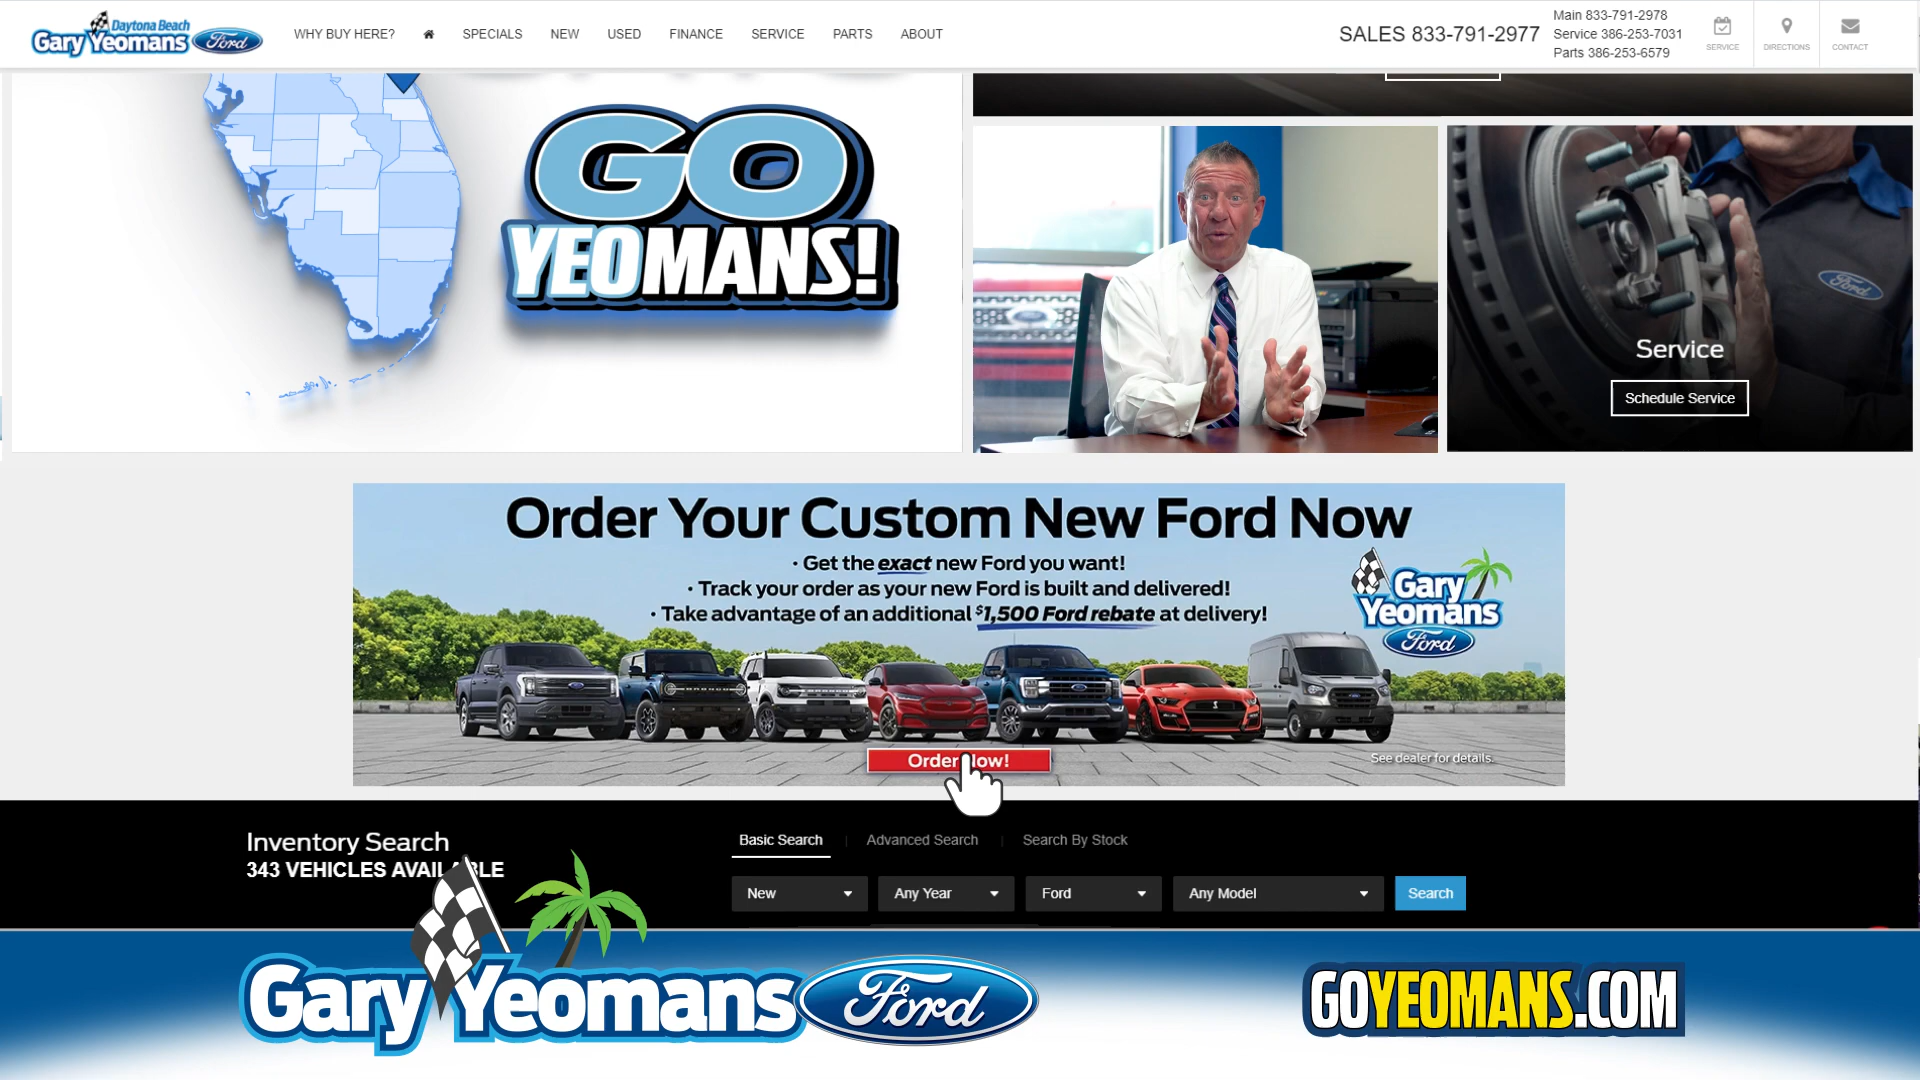 Daytona Beach
Gary Yeomans Ford
WHY BUY HERE?
SPECIALS
NEW
USED
FINANCE
SERVICE
PARTS
ABOUT
SALES 833-791-2977
Main 833-791-2978
Service 386-253-7031
Parts 386-253-6579
SERVICE
DIRECTIONS
CONTACT
GO
YEOMANS!
Ford
Service
Schedule Service
Order Your Custom New Ford Now
· Get the exact new Ford you want!
· Track your order as your new Ford is built and delivered!
· Take advantage of an additional $1,500 Ford rebate at delivery!
Gary
Yeomans
Ford
BRONCO
See dealer for details.
Inventory Search
343 VEHICLES AVAILABLE
Basic Search
Advanced Search
Search By Stock
New
Any Year
Ford
Any Model
Search
Gary Yeomans Ford
GOYEOMANS.COM